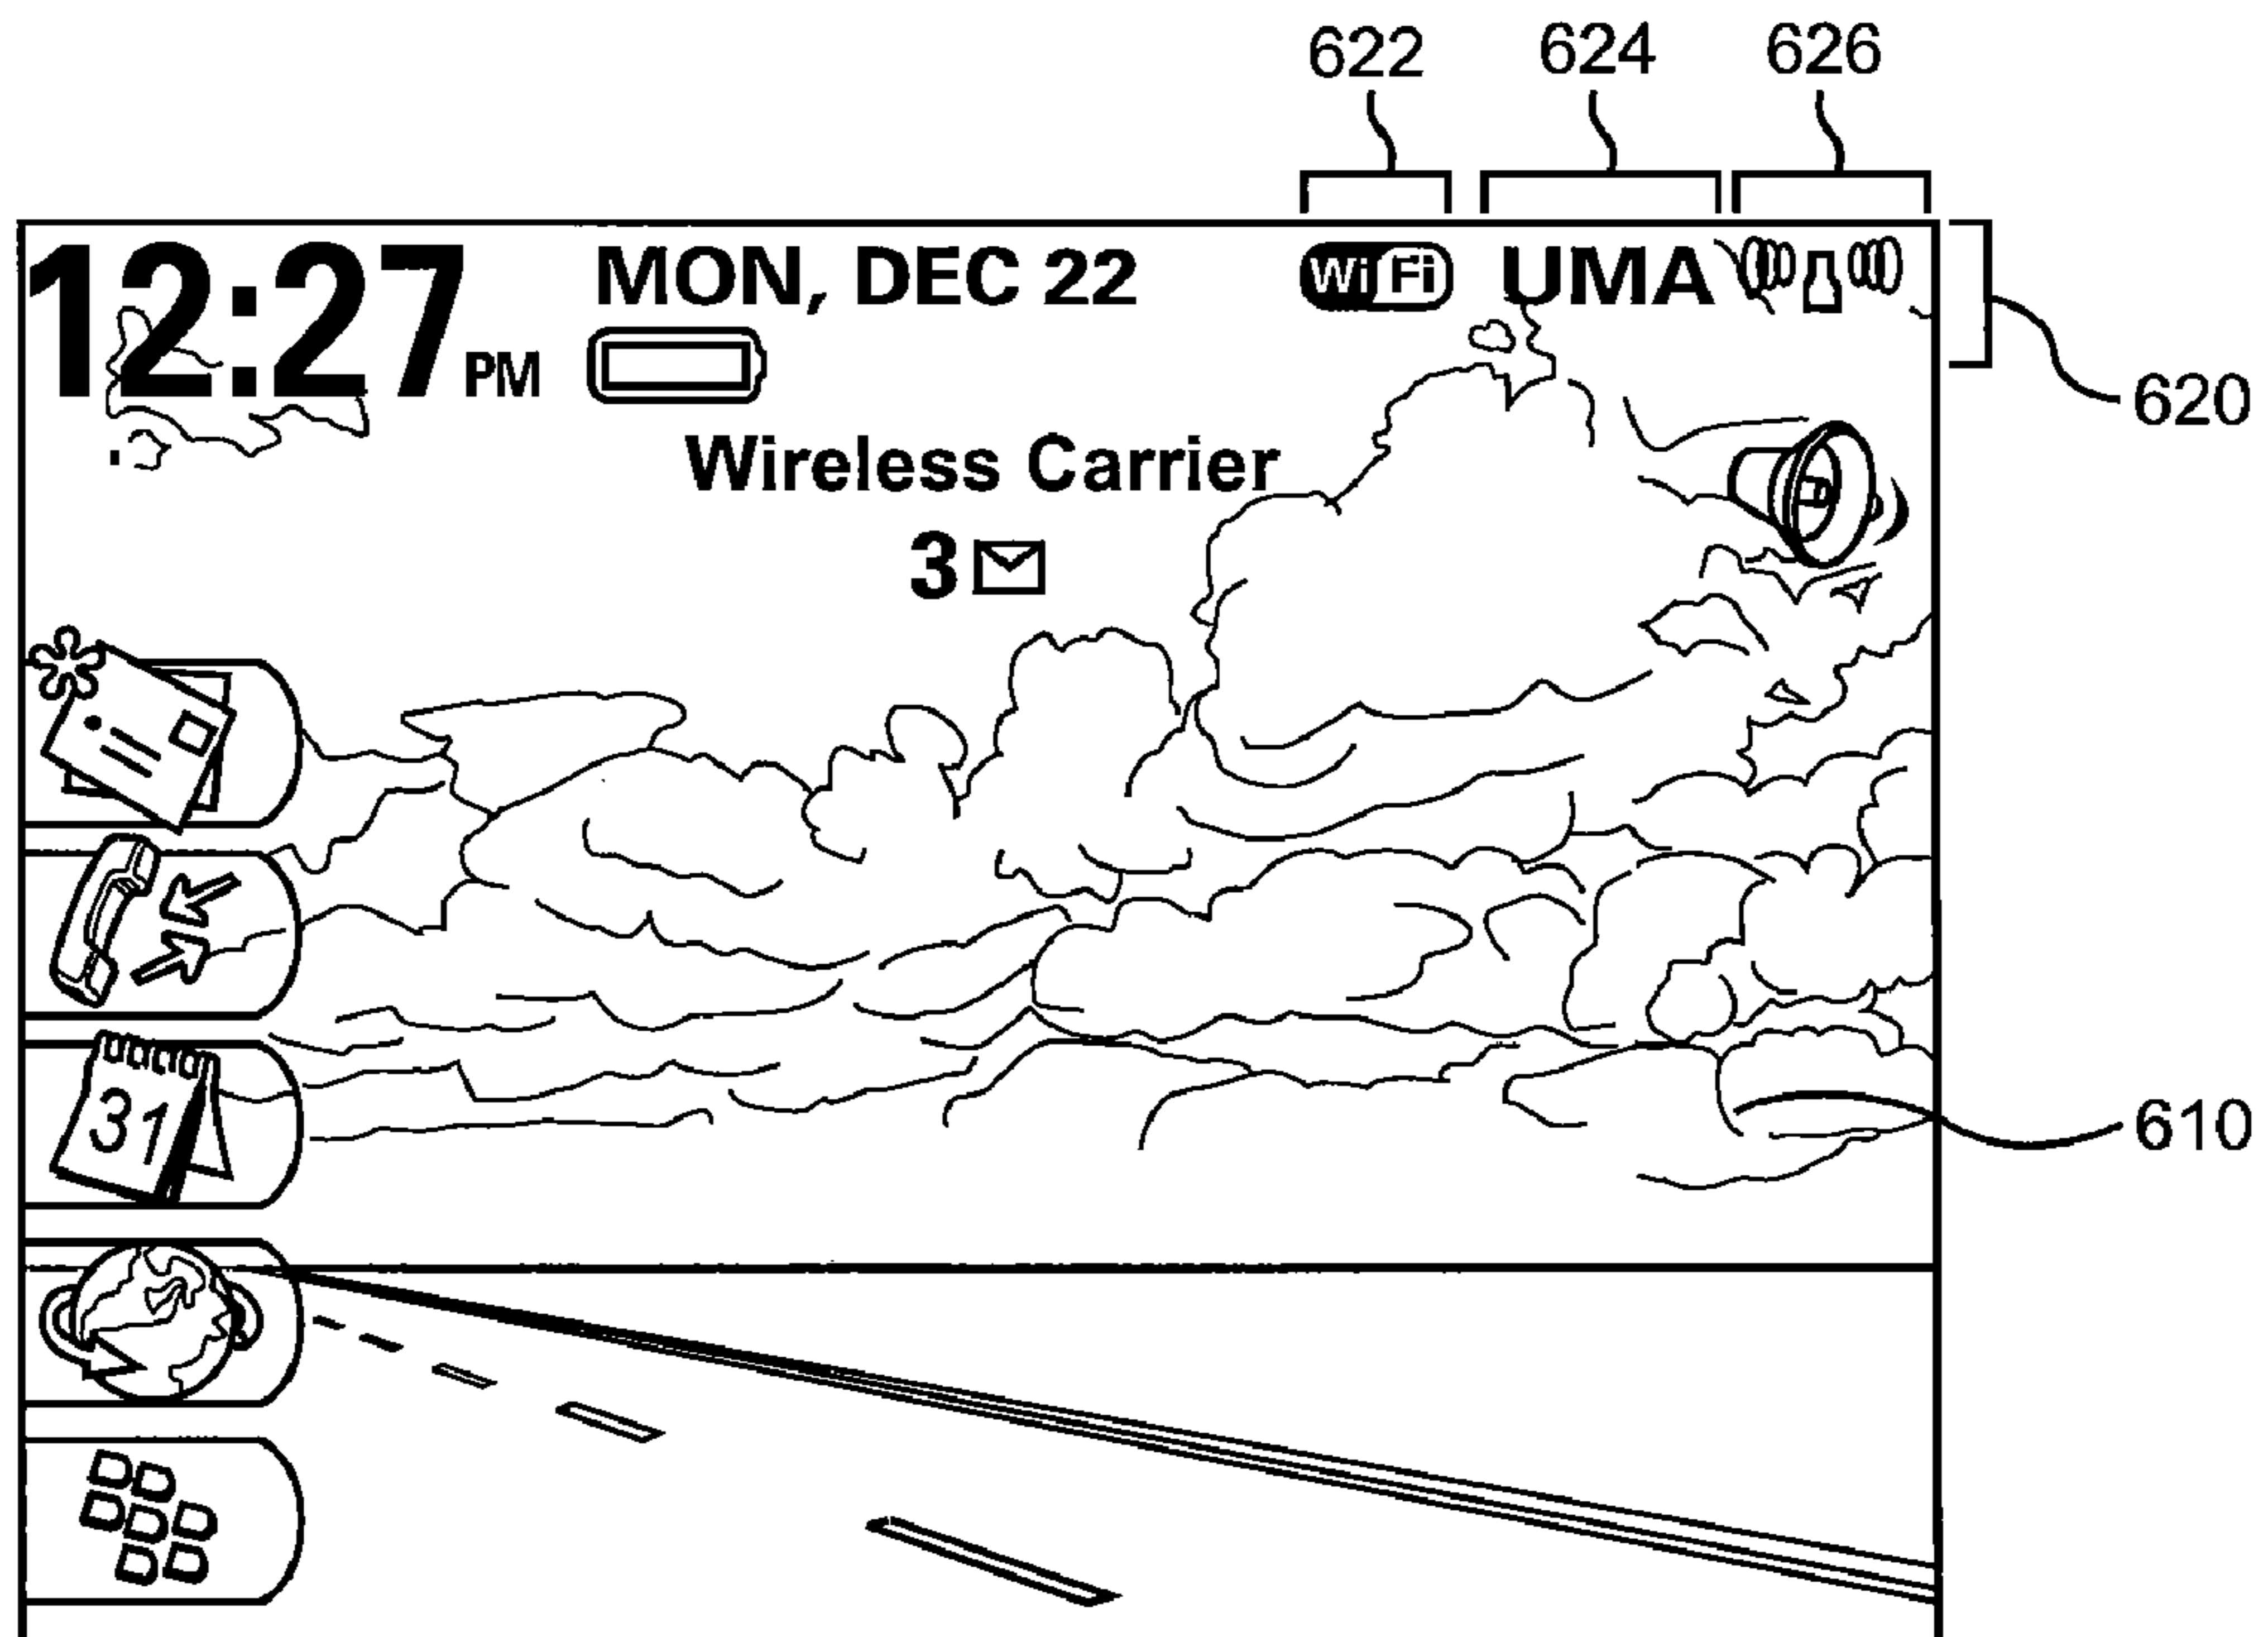 622 624 626
12:27 PM MON, DEC 22 WiFi UMA
620
Wireless Carrier
3
31
610